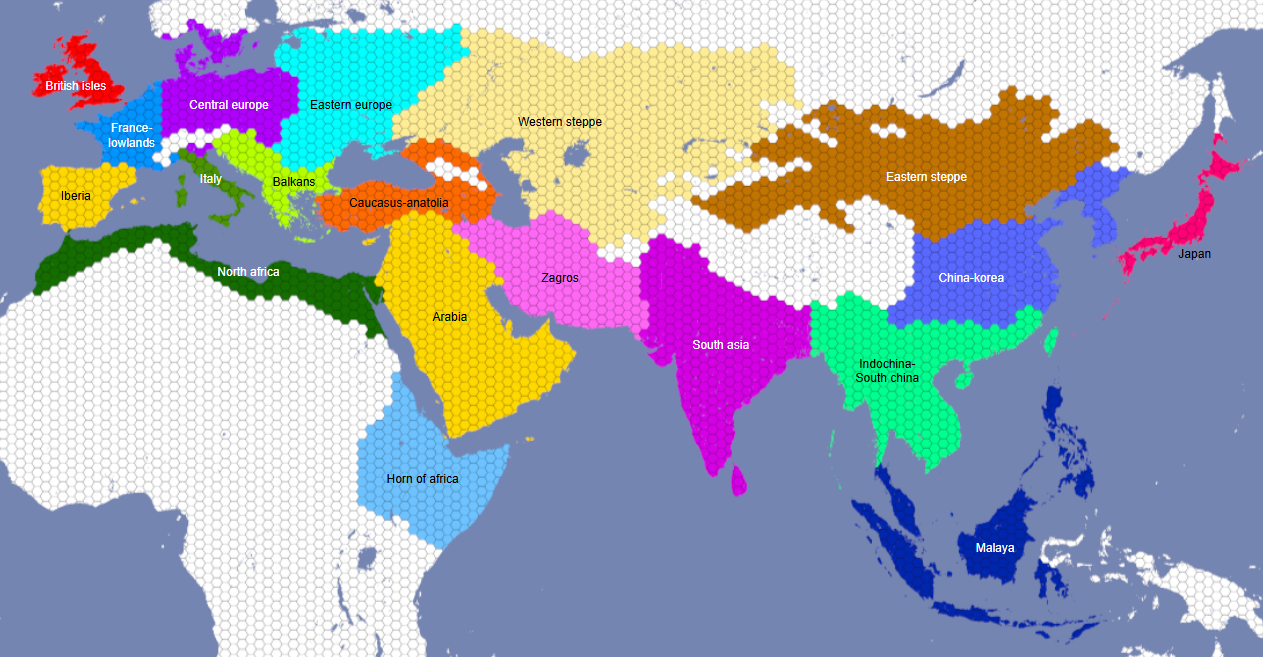 British isles
Central europe
Eastern europe
Western steppe
France-
lowlands
Italy
Balkans
Iberia
Caucasus-anatolia
Eastern steppe
Japan
North africa
Zagros
China-korea
Arabia
South asia
Indochina-
South china
Horn of africa
Malaya